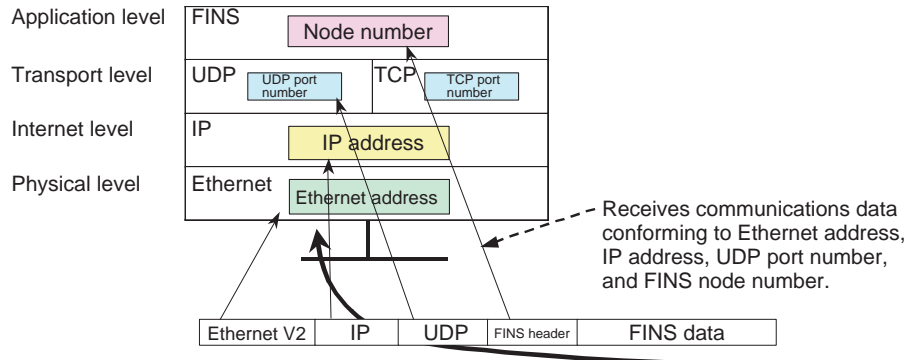 Application level
FINS
Node number
Transport level
UDP
UDP port
number
TCP
TCP port
number
Internet level
IP
IP address
Physical level
Ethernet
Ethernet address
Receives communications data
conforming to Ethernet address,
IP address, UDP port number,
and FINS node number.
Ethernet V2
IP
UDP
FINS header
FINS data